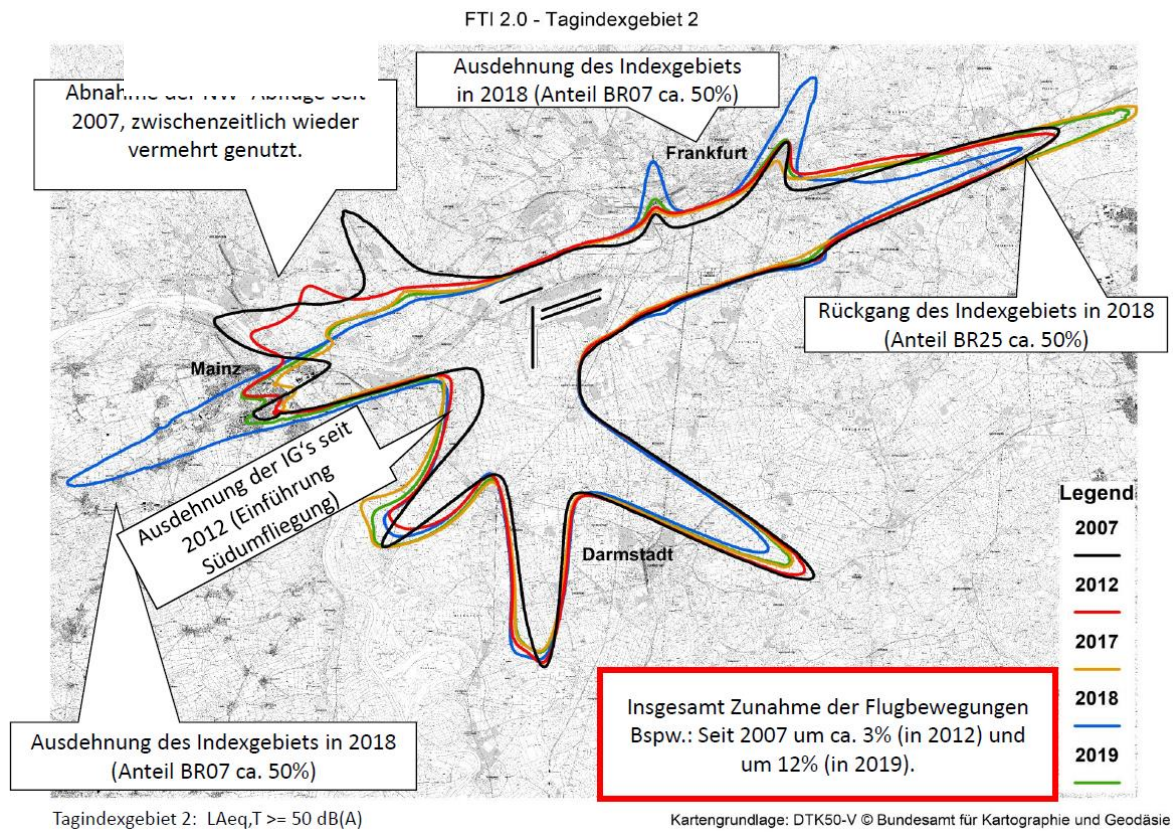 FTI 2.0 - Tagindexgebiet 2
2007, zwischenzeitlich wieder
vermehrt genutzt.
Ausdehnung des Indexgebiets
in 2018 (Anteil BR07 ca. 50%)
Frankfurt
Rückgang des Indexgebiets in 2018
(Anteil BR25 ca. 50%)
Mainz
Ausdehnung der IG's seit
2012 (Einführung
Südumfliegung)
Darmstadt
Legend
2007
2012
2017
2018
2019
Insgesamt Zunahme der Flugbewegungen
Bspw.: Seit 2007 um ca. 3% (in 2012) und
um 12% (in 2019).
Ausdehnung des Indexgebiets in 2018
(Anteil BR07 ca. 50%)
Tagindexgebiet 2: LAeq,T >= 50 dB(A)
Kartengrundlage: DTK50-V © Bundesamt für Kartographie und Geodäsie